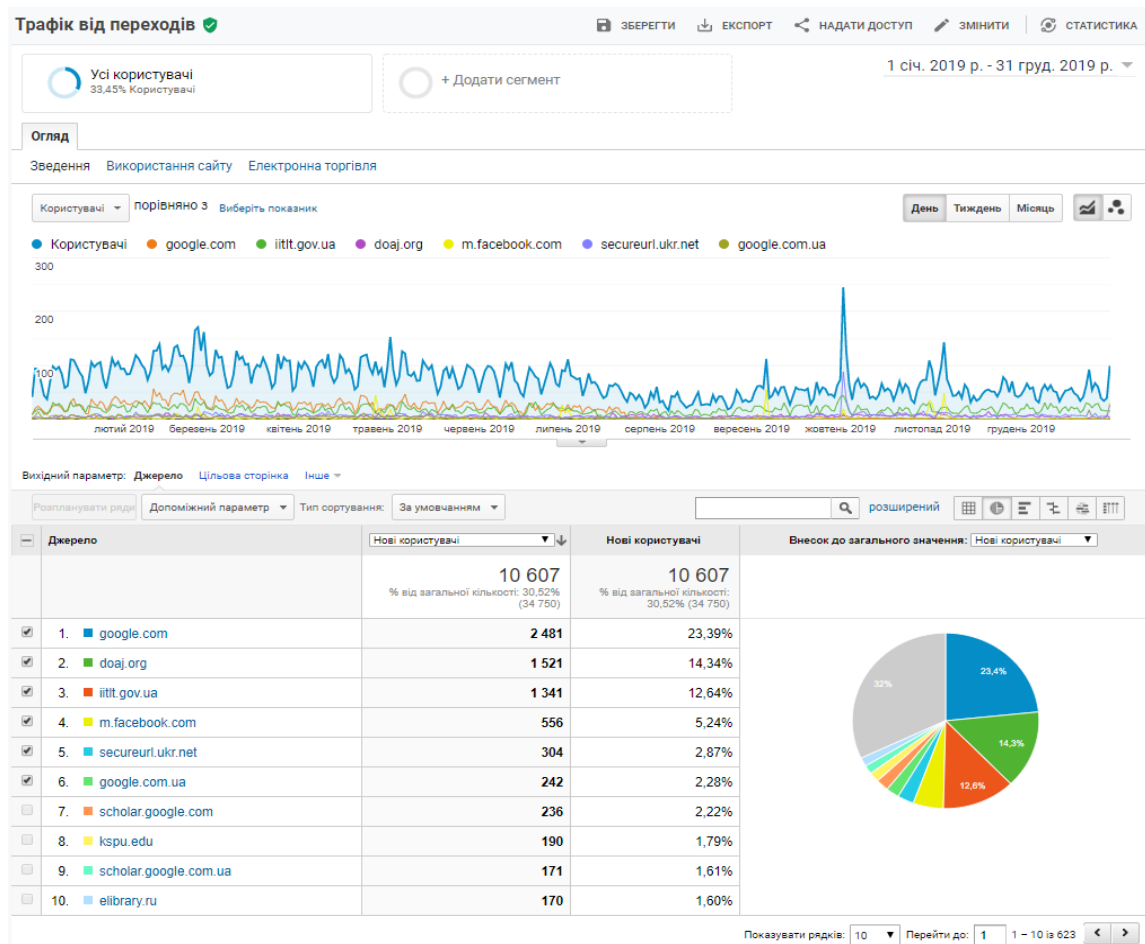 Трафік від переходів
ЗБЕРЕГТИ ЕКСПОРТ НАДАТИ ДОСТУП ЗМІНИТИ СТАТИСТИКА
Усі користувачі
33,45% Користувачі
+ Додати сегмент
1 січ. 2019 р. - 31 груд. 2019 р.
Огляд
Зведення Використання сайту Електронна торгівля
Користувачі порівняно з Виберіть показник
День Тиждень Місяць
Користувачі google.com iitlt.gov.ua doaj.org m.facebook.com secureurl.ukr.net google.com.ua
300
200
100
лютий 2019 березень 2019 квітень 2019 травень 2019 червень 2019 липень 2019 серпень 2019 вересень 2019 жовтень 2019 листопад 2019 грудень 2019
Вихідний параметр: Джерело Цільова сторінка Інше
Розпланувати ряди Допоміжний параметр Тип сортування: За умовчанням розширений
Джерело Нові користувачі Нові користувачі Внесок до загального значення: Нові користувачі
10 607 10 607
% від загальної кількості: 30,52% (34 750) % від загальної кількості: 30,52% (34 750)
1. google.com 2 481 23,39%
2. doaj.org 1 521 14,34%
3. iitlt.gov.ua 1 341 12,64%
4. m.facebook.com 556 5,24%
5. secureurl.ukr.net 304 2,87%
6. google.com.ua 242 2,28%
7. scholar.google.com 236 2,22%
8. kspu.edu 190 1,79%
9. scholar.google.com.ua 171 1,61%
10. elibrary.ru 170 1,60%
32% 23,4%
14,3%
12,6%
Показувати рядків: 10 Перейти до: 1 1 – 10 із 623